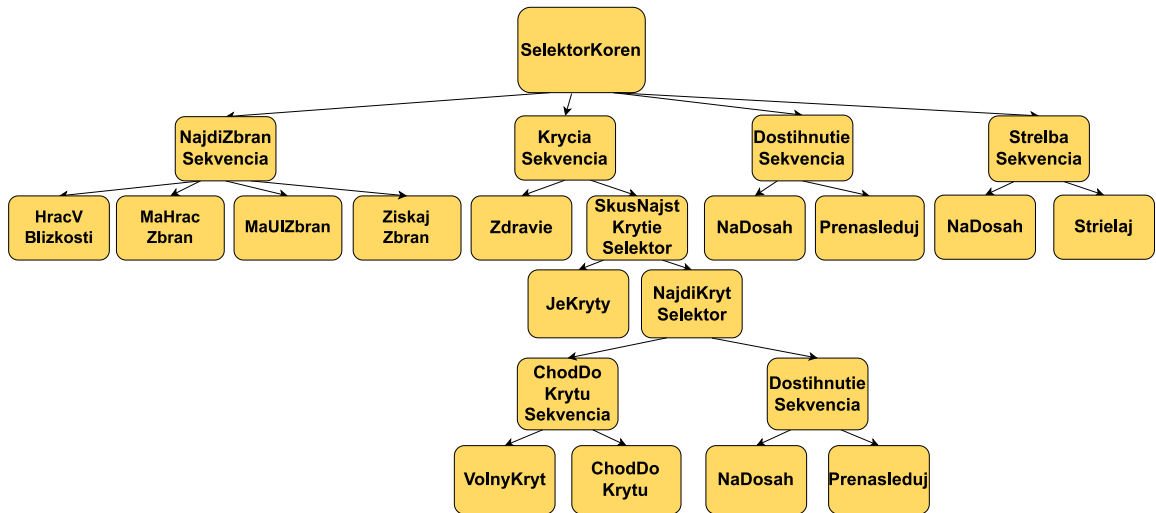 SelektorKoren
NajdiZbran
Sekvencia
Krycia
Sekvencia
Dostihnutie
Sekvencia
Strelba
Sekvencia
HracV
Blizkosti
MaHrac
Zbran
MaUIZbran
Ziskaj
Zbran
Zdravie
SkusNajst
Krytie
Selektor
NaDosah
Prenasleduj
NaDosah
Strielaj
JeKryty
NajdiKryt
Selektor
ChodDo
Krytu
Sekvencia
Dostihnutie
Sekvencia
VolnyKryt
ChodDo
Krytu
NaDosah
Prenasleduj